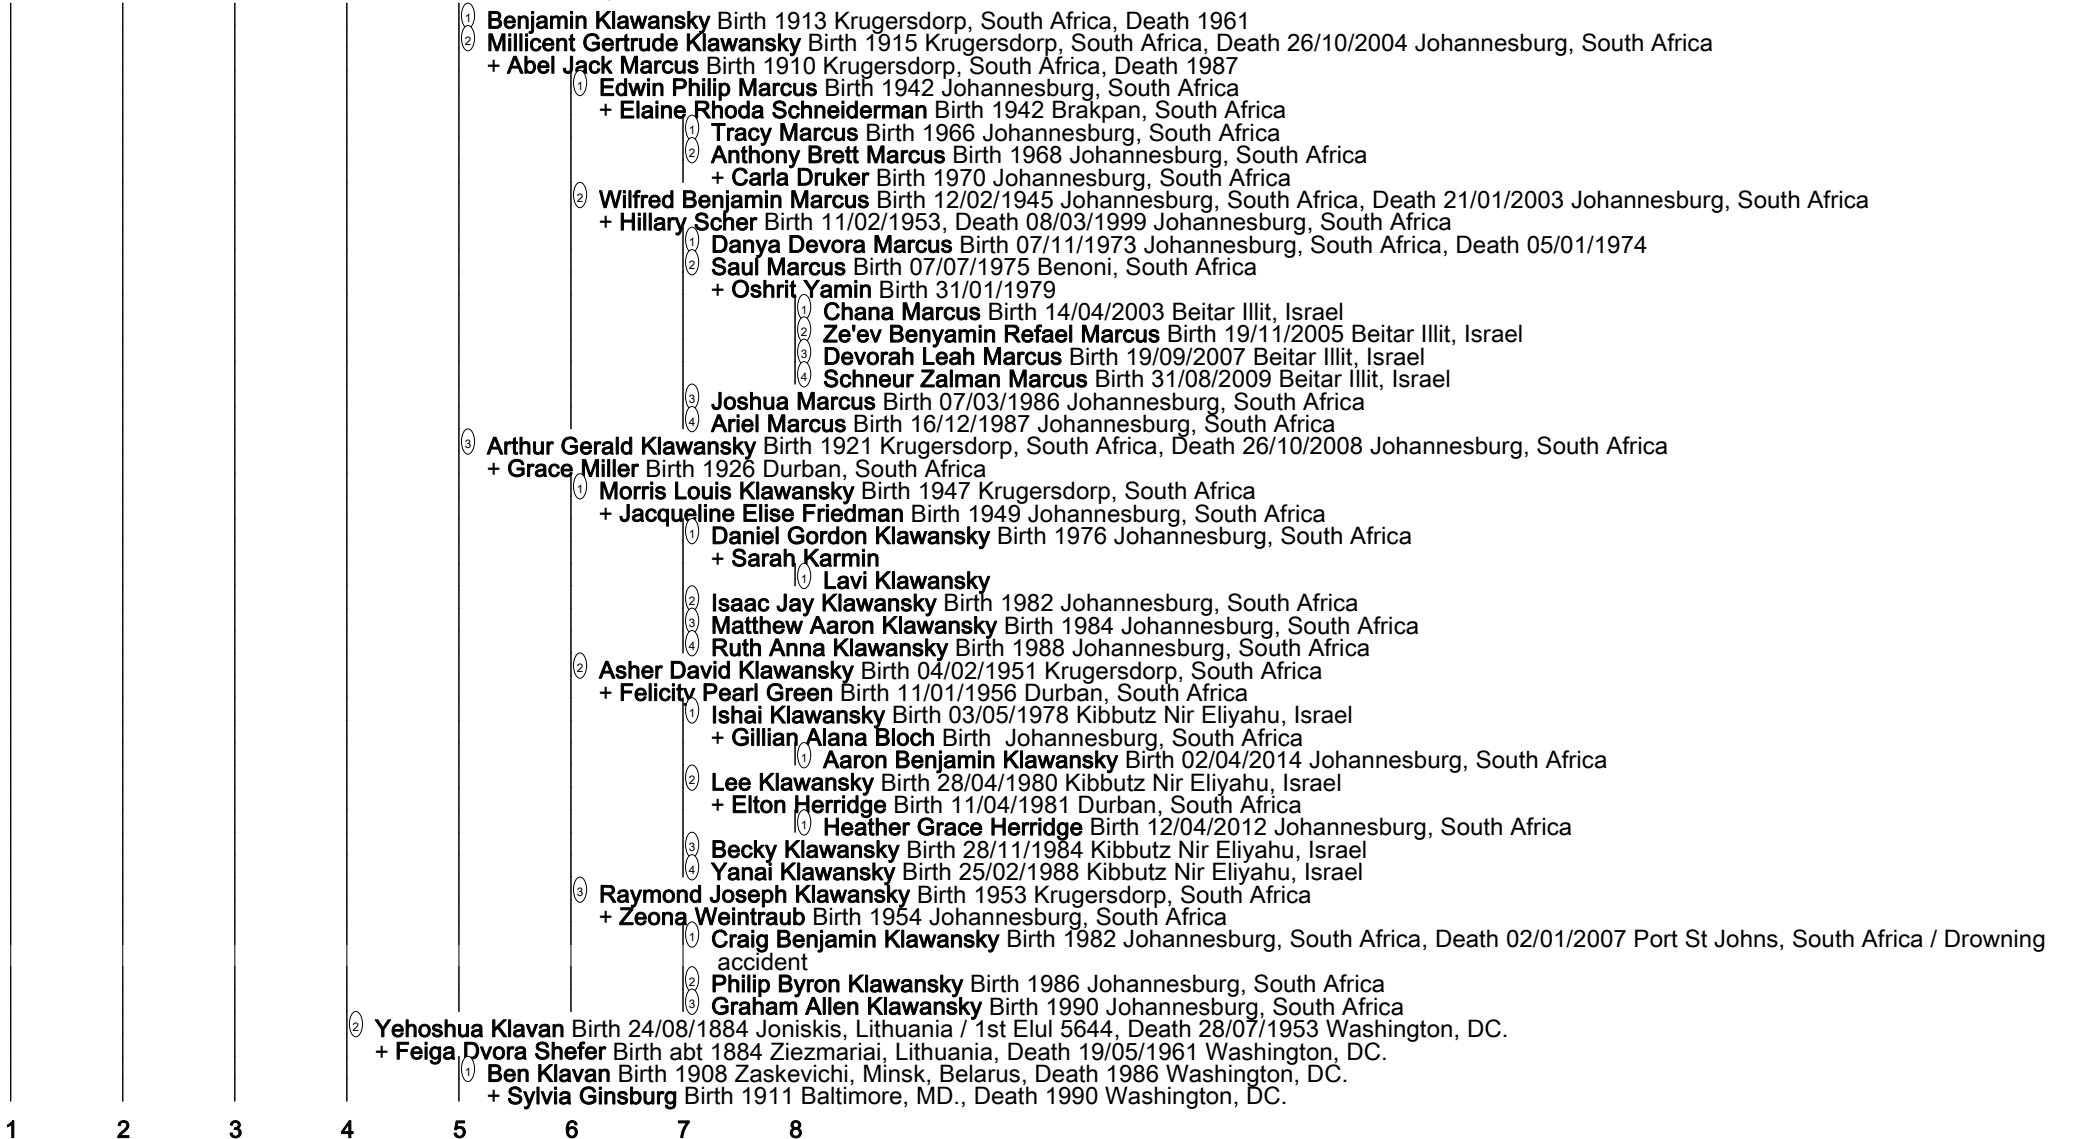 ① Benjamin Klawansky Birth 1913 Krugersdorp, South Africa, Death 1961
② Millicent Gertrude Klawansky Birth 1915 Krugersdorp, South Africa, Death 26/10/2004 Johannesburg, South Africa
+ Abel Jack Marcus Birth 1910 Krugersdorp, South Africa, Death 1987
① Edwin Philip Marcus Birth 1942 Johannesburg, South Africa
+ Elaine Rhoda Schneiderman Birth 1942 Brakpan, South Africa
① Tracy Marcus Birth 1966 Johannesburg, South Africa
② Anthony Brett Marcus Birth 1968 Johannesburg, South Africa
+ Carla Druker Birth 1970 Johannesburg, South Africa
② Wilfred Benjamin Marcus Birth 12/02/1945 Johannesburg, South Africa, Death 21/01/2003 Johannesburg, South Africa
+ Hillary Scher Birth 11/02/1953, Death 08/03/1999 Johannesburg, South Africa
① Danya Devora Marcus Birth 07/11/1973 Johannesburg, South Africa, Death 05/01/1974
② Saul Marcus Birth 07/07/1975 Benoni, South Africa
+ Oshrit Yamin Birth 31/01/1979
① Chana Marcus Birth 14/04/2003 Beitar Illit, Israel
② Ze'ev Benyamin Refael Marcus Birth 19/11/2005 Beitar Illit, Israel
③ Devorah Leah Marcus Birth 19/09/2007 Beitar Illit, Israel
④ Schneur Zalman Marcus Birth 31/08/2009 Beitar Illit, Israel
③ Joshua Marcus Birth 07/03/1986 Johannesburg, South Africa
④ Ariel Marcus Birth 16/12/1987 Johannesburg, South Africa
③ Arthur Gerald Klawansky Birth 1921 Krugersdorp, South Africa, Death 26/10/2008 Johannesburg, South Africa
+ Grace Miller Birth 1926 Durban, South Africa
① Morris Louis Klawansky Birth 1947 Krugersdorp, South Africa
+ Jacqueline Elise Friedman Birth 1949 Johannesburg, South Africa
① Daniel Gordon Klawansky Birth 1976 Johannesburg, South Africa
+ Sarah Karmin
① Lavi Klawansky
② Isaac Jay Klawansky Birth 1982 Johannesburg, South Africa
③ Matthew Aaron Klawansky Birth 1984 Johannesburg, South Africa
④ Ruth Anna Klawansky Birth 1988 Johannesburg, South Africa
② Asher David Klawansky Birth 04/02/1951 Krugersdorp, South Africa
+ Felicity Pearl Green Birth 11/01/1956 Durban, South Africa
① Ishai Klawansky Birth 03/05/1978 Kibbutz Nir Eliyahu, Israel
+ Gillian Alana Bloch Birth  Johannesburg, South Africa
① Aaron Benjamin Klawansky Birth 02/04/2014 Johannesburg, South Africa
② Lee Klawansky Birth 28/04/1980 Kibbutz Nir Eliyahu, Israel
+ Elton Herridge Birth 11/04/1981 Durban, South Africa
① Heather Grace Herridge Birth 12/04/2012 Johannesburg, South Africa
③ Becky Klawansky Birth 28/11/1984 Kibbutz Nir Eliyahu, Israel
④ Yanai Klawansky Birth 25/02/1988 Kibbutz Nir Eliyahu, Israel
③ Raymond Joseph Klawansky Birth 1953 Krugersdorp, South Africa
+ Zeona Weintraub Birth 1954 Johannesburg, South Africa
① Craig Benjamin Klawansky Birth 1982 Johannesburg, South Africa, Death 02/01/2007 Port St Johns, South Africa / Drowning
accident
② Philip Byron Klawansky Birth 1986 Johannesburg, South Africa
③ Graham Allen Klawansky Birth 1990 Johannesburg, South Africa
② Yehoshua Klavan Birth 24/08/1884 Joniskis, Lithuania / 1st Elul 5644, Death 28/07/1953 Washington, DC.
+ Feiga Dvora Shefer Birth abt 1884 Ziezmariai, Lithuania, Death 19/05/1961 Washington, DC.
① Ben Klavan Birth 1908 Zaskevichi, Minsk, Belarus, Death 1986 Washington, DC.
+ Sylvia Ginsburg Birth 1911 Baltimore, MD., Death 1990 Washington, DC.
1 2 3 4 5 6 7 8